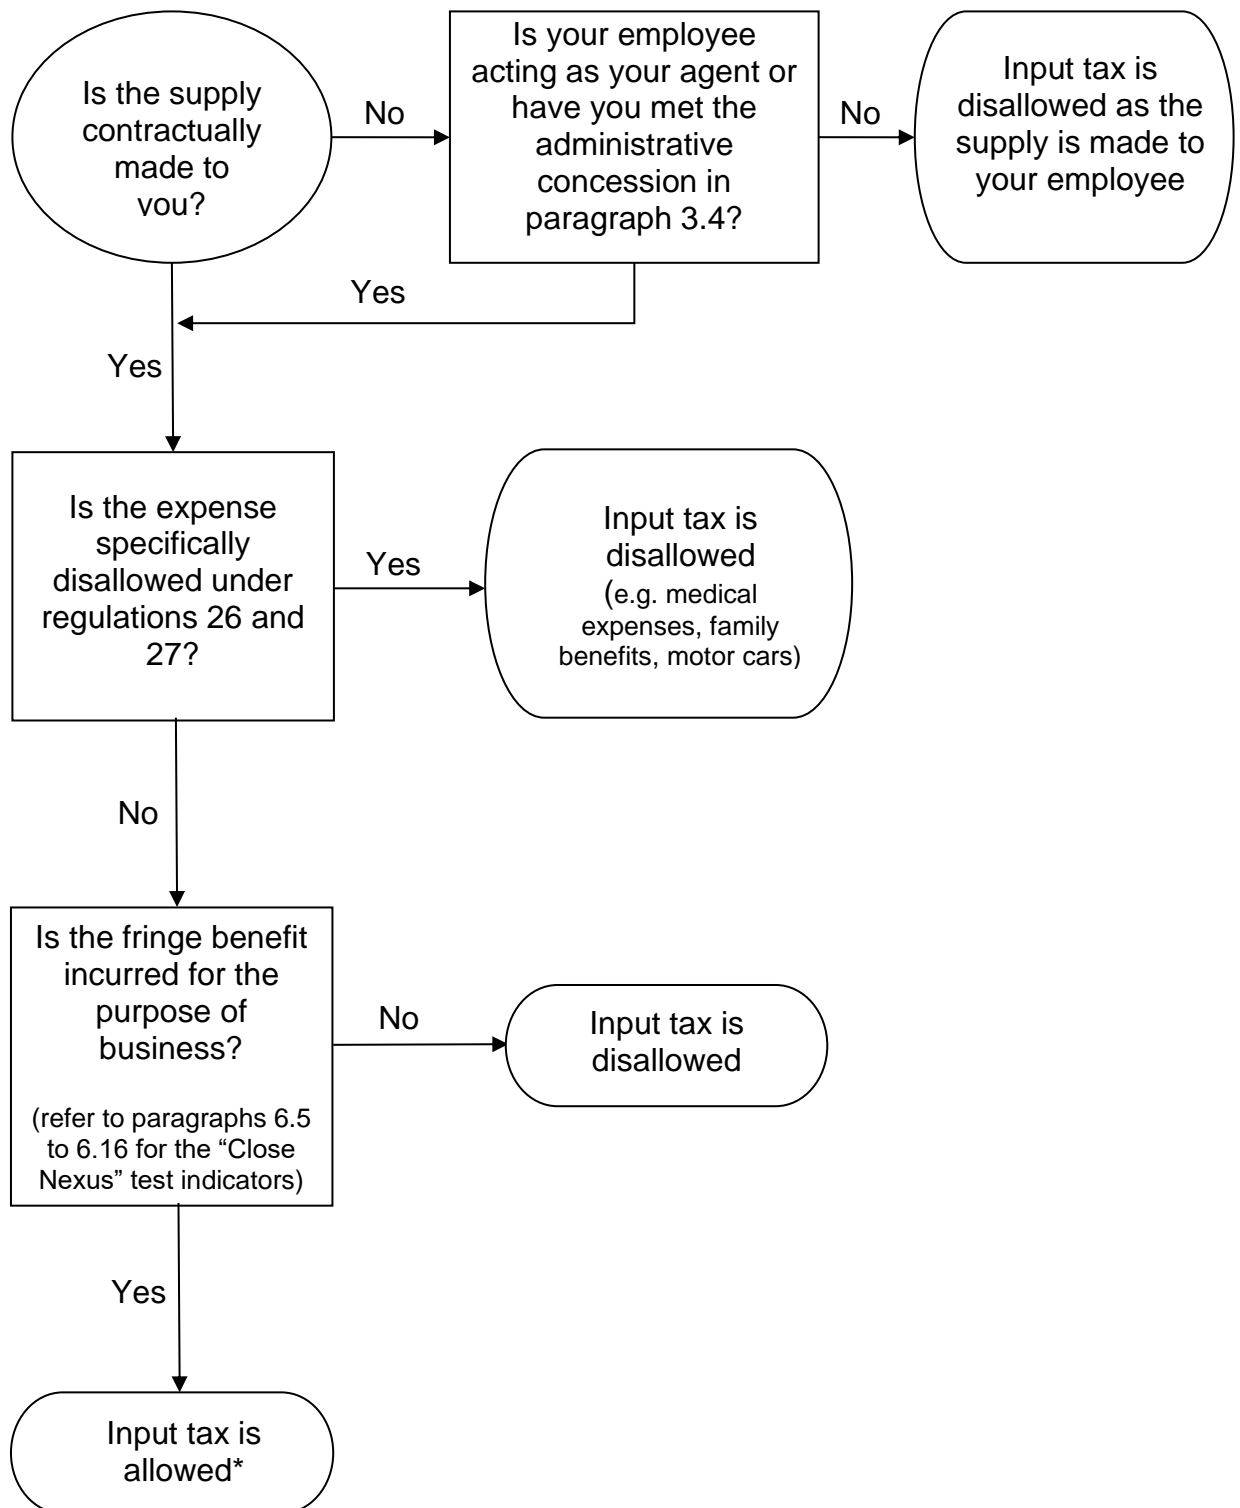 Is the supply
contractually
made to
you?
No
Is your employee
acting as your agent or
have you met the
administrative
concession in
paragraph 3.4?
No
Input tax is
disallowed as the
supply is made to
your employee
Yes
Yes
Is the expense
specifically
disallowed under
regulations 26 and
27?
Yes
Input tax is
disallowed
(e.g. medical
expenses, family
benefits, motor cars)
No
Is the fringe benefit
incurred for the
purpose of
business?
(refer to paragraphs 6.5
to 6.16 for the “Close
Nexus” test indicators)
No
Input tax is
disallowed
Yes
Input tax is
allowed*